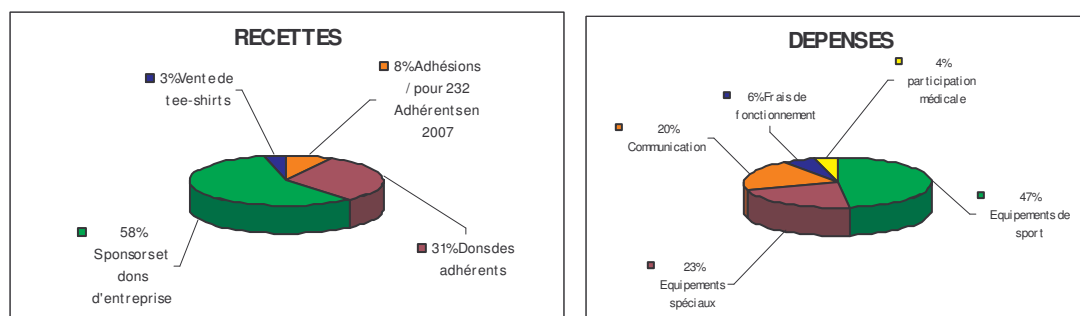 RECETTES
3%Vente de
tee-shirts
8%Adhésions
/ pour 232
Adhérents en
2007
58%
Sponsors et
dons
d'entreprise
31%Dons des
adhérents
DEPENSES
4%
participation
médicale
6%Frais de
fonctionnement
20%
Communication
47%
Equipements de
sport
23%
Equipements
spéciaux